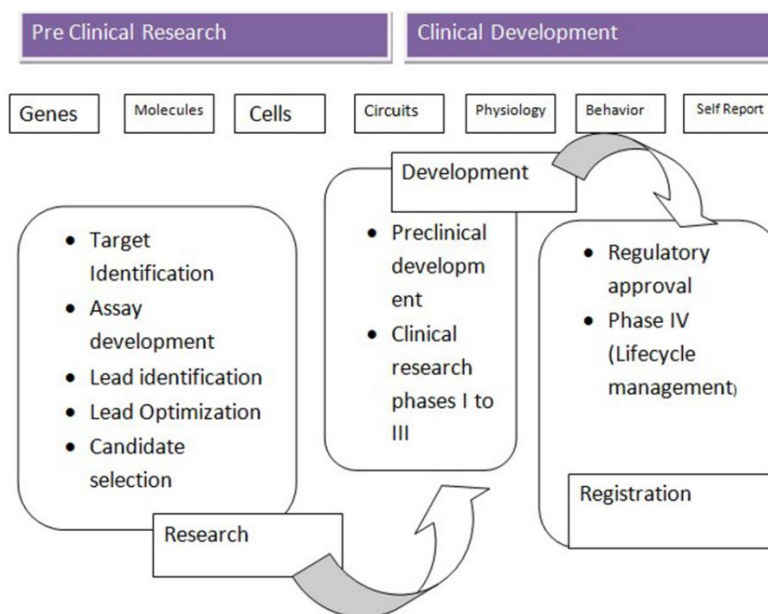 Pre Clinical Research
Clinical Development
Genes
Molecules
Cells
Circuits
Physiology
Behavior
Self Report
• Target
Identification
• Assay
development
• Lead identification
• Lead Optimization
• Candidate
selection
Research
Development
• Preclinical
developm
ent
• Clinical
research
phases I to
III
• Regulatory
approval
• Phase IV
(Lifecycle
management)
Registration